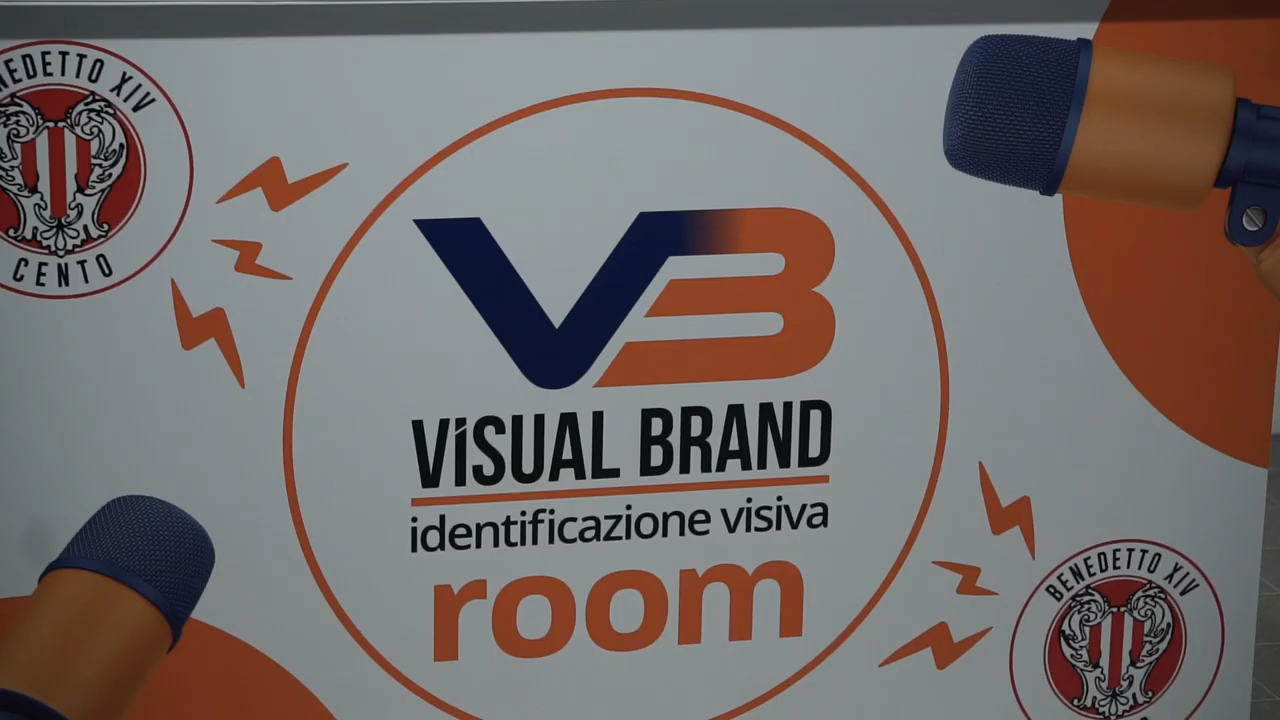 BENEDETTO XIV
CENTO
VB
VISUAL BRAND
identificazione visiva
room
BENEDETTO XIV